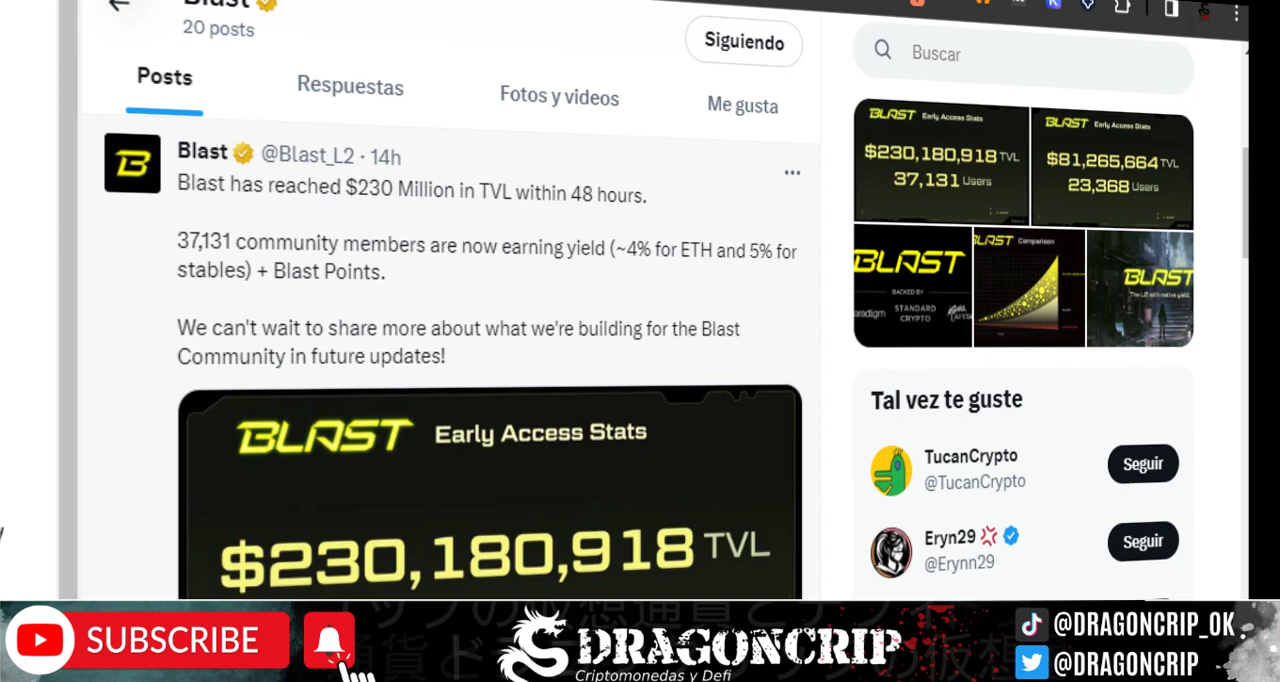 Blast
20 posts
Siguiendo
Posts
Respuestas
Fotos y videos
Me gusta
Blast @Blast_L2 · 14h
Blast has reached $230 Million in TVL within 48 hours.
37,131 community members are now earning yield (~4% for ETH and 5% for
stables) + Blast Points.
We can't wait to share more about what we're building for the Blast
Community in future updates!
BLAST Early Access Stats
$230,180,918 TVL
Buscar
BLAST Early Access Stats
$230,180,918 TVL
37,131 Users
BLAST Early Access Stats
$81,265,664 TVL
23,368 Users
BLAST
BACKED BY
STANDARD
CRYPTO
BLAST Comparison
BLAST
The L2 with native yield
Tal vez te guste
TucanCrypto
@TucanCrypto
Seguir
Eryn29
@Erynn29
Seguir
SUBSCRIBE
DRAGONCRIP
Criptomonedas y Defi
@DRAGONCRIP_OK
@DRAGONCRIP